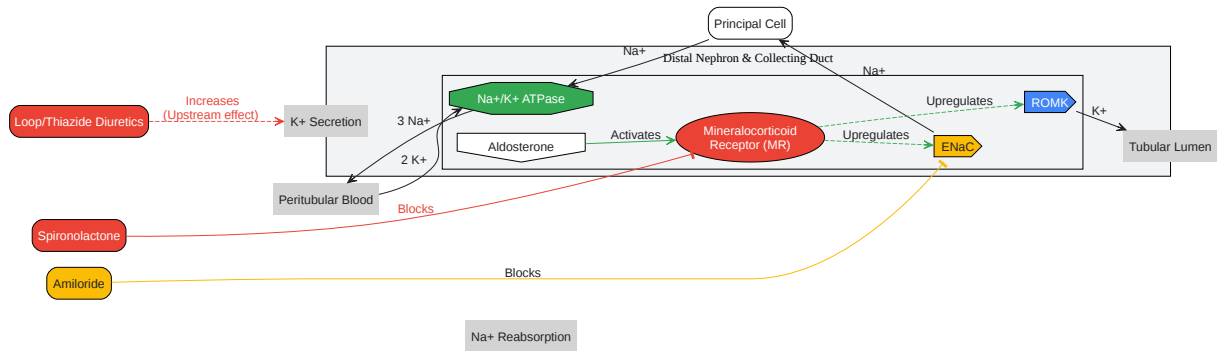 Principal Cell
Na+
Distal Nephron & Collecting Duct
Na+
Na+/K+ ATPase
Increases
(Upstream effect)
Loop/Thiazide Diuretics
K+ Secretion
3 Na+
Upregulates
ROMK
K+
Aldosterone
Activates
Mineralocorticoid
Receptor (MR)
Upregulates
ENaC
Tubular Lumen
2 K+
Peritubular Blood
Blocks
Spironolactone
Blocks
Amiloride
Na+ Reabsorption